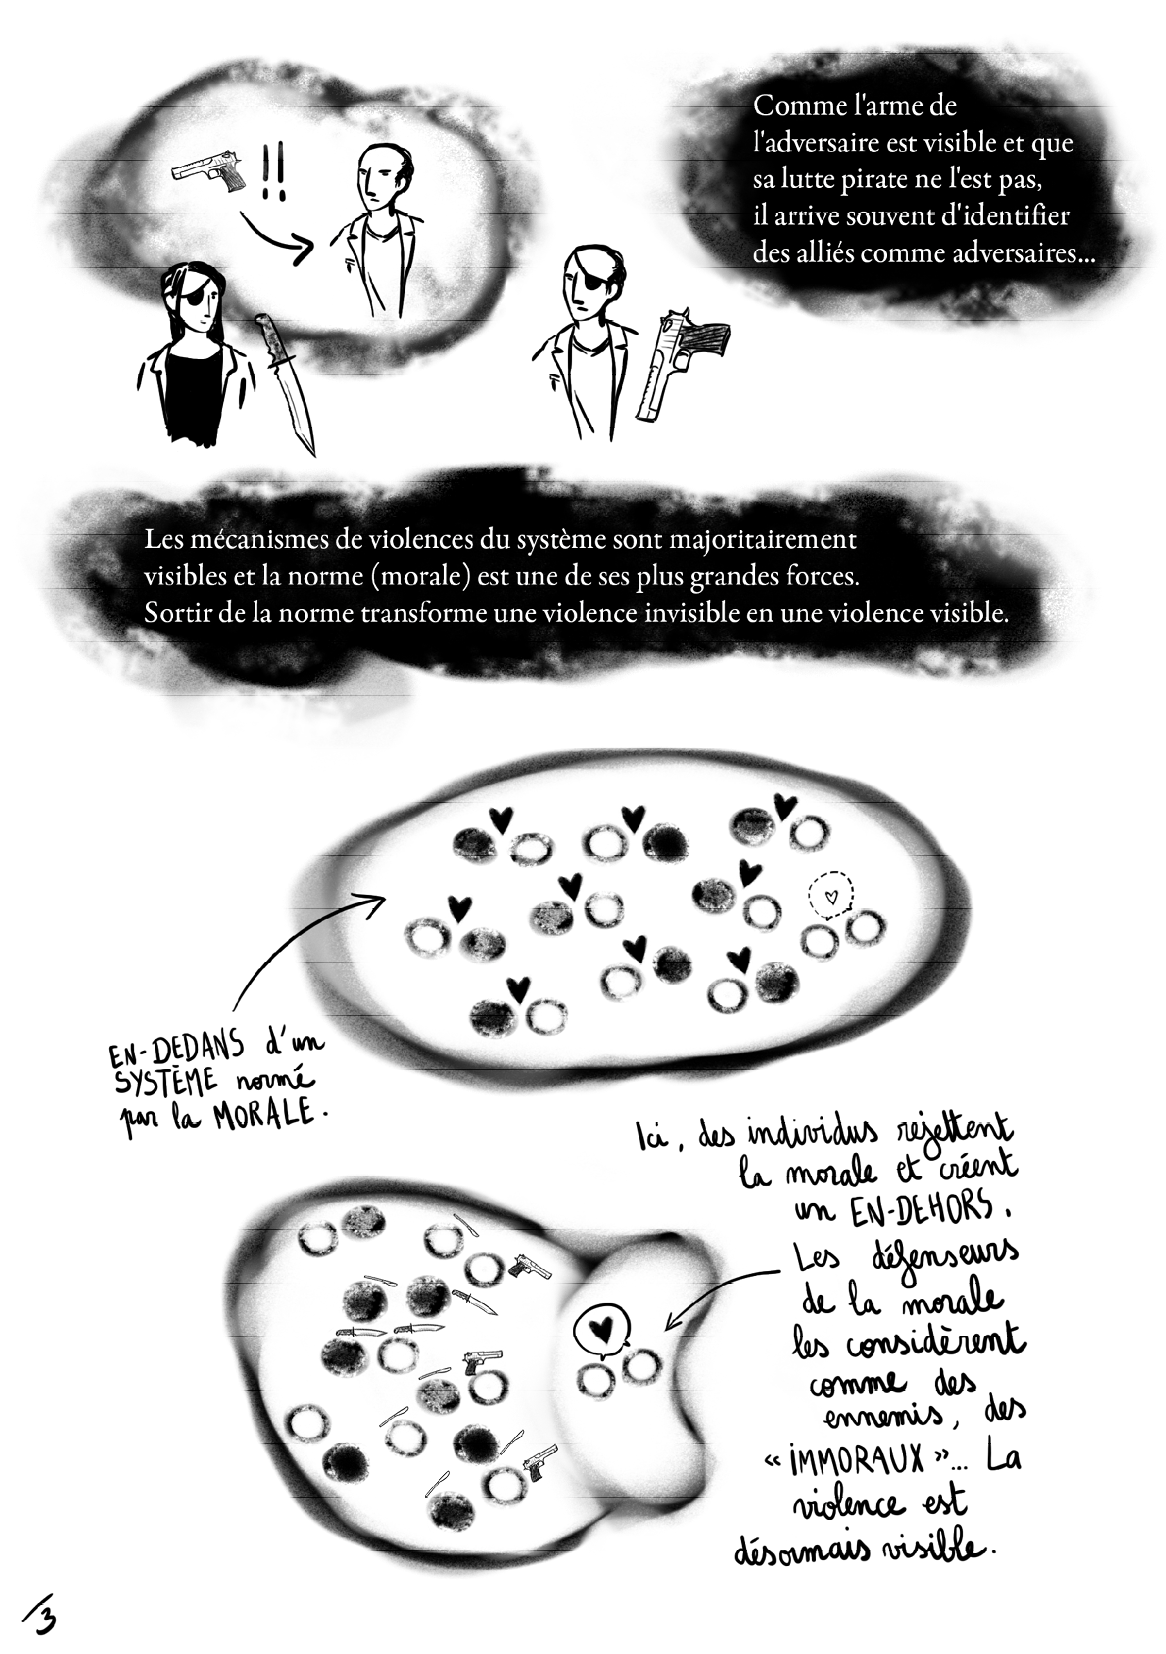 !!
Comme l'arme de
l'adversaire est visible et que
sa lutte pirate ne l'est pas,
il arrive souvent d'identifier
des alliés comme adversaires...
Les mécanismes de violences du système sont majoritairement
visibles et la norme (morale) est une de ses plus grandes forces.
Sortir de la norme transforme une violence invisible en une violence visible.
EN-DEDANS d'un
SYSTÈME normé
par la MORALE.
Ici, des individus rejettent
la morale et créent
un EN-DEHORS.
Les défenseurs
de la morale
les considèrent
comme des
ennemis, des
« IMMORAUX »... La
violence est
désormais visible.
3